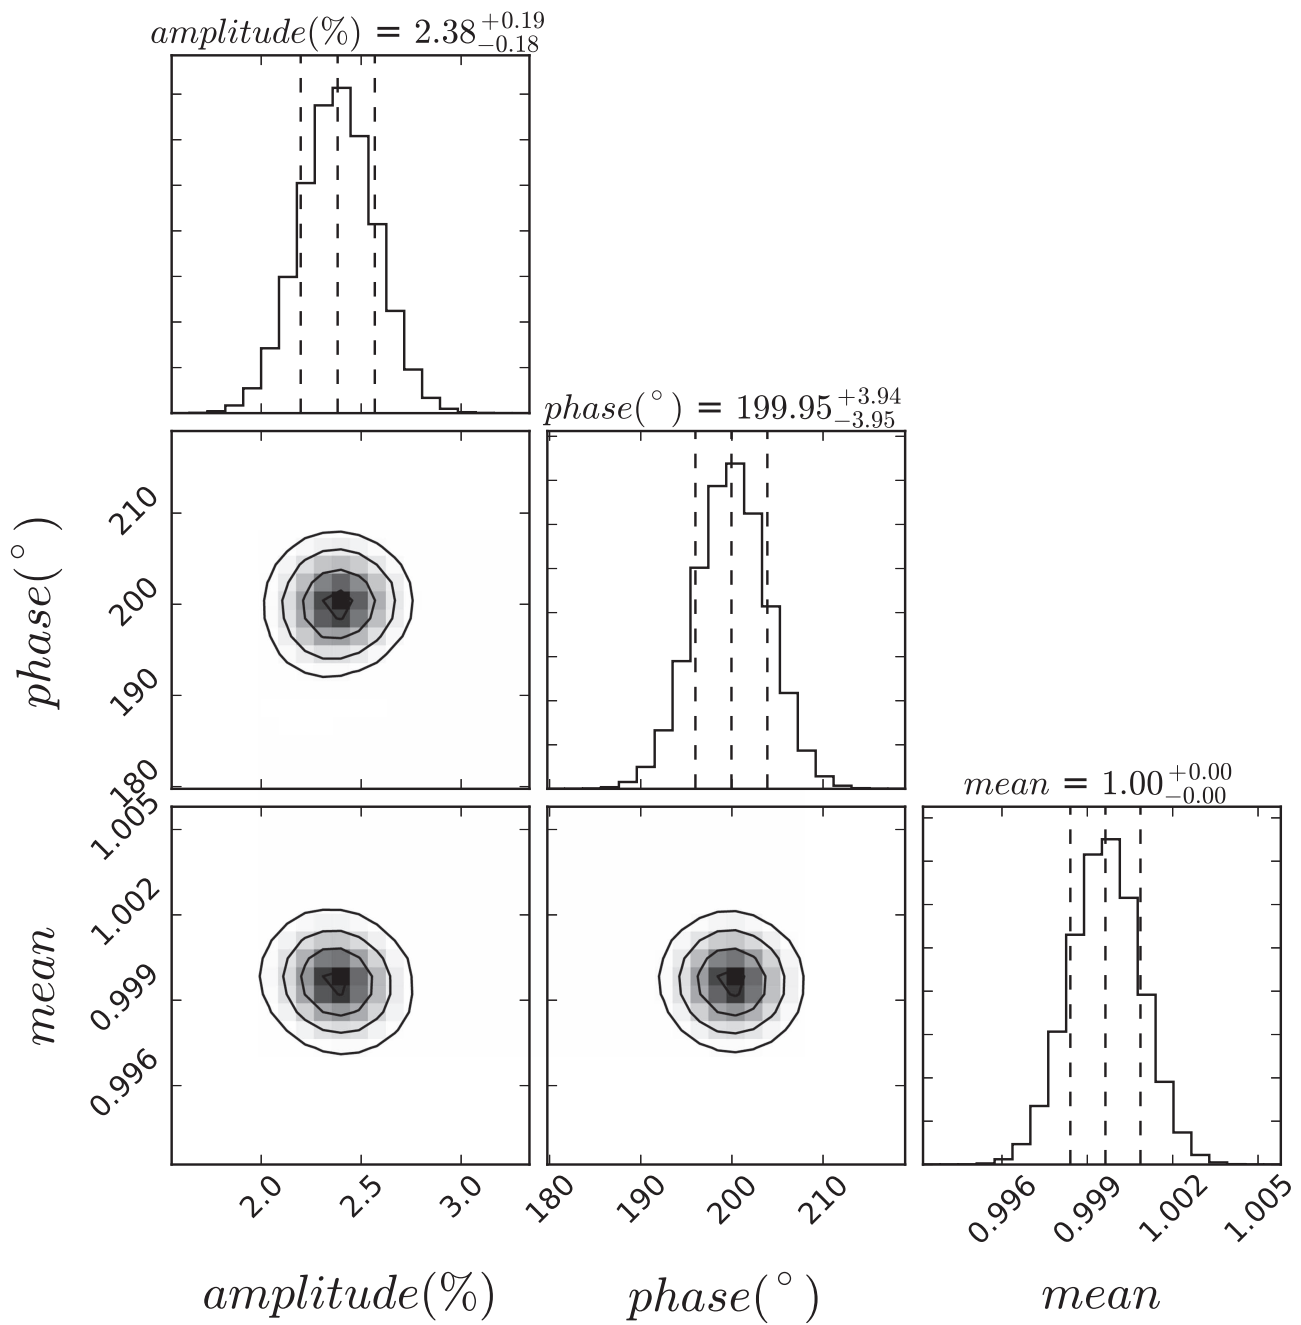 amplitude(%) = 2.38 +0.19 −0.18
phase(°) = 199.95 +3.94 −3.95
210
200
190
180
phase(°)
mean = 1.00 +0.00 −0.00
1.005
1.002
0.999
0.996
mean
2.0 2.5 3.0 180 190 200 210 0.996 0.999 1.002 1.005
amplitude(%) phase(°) mean